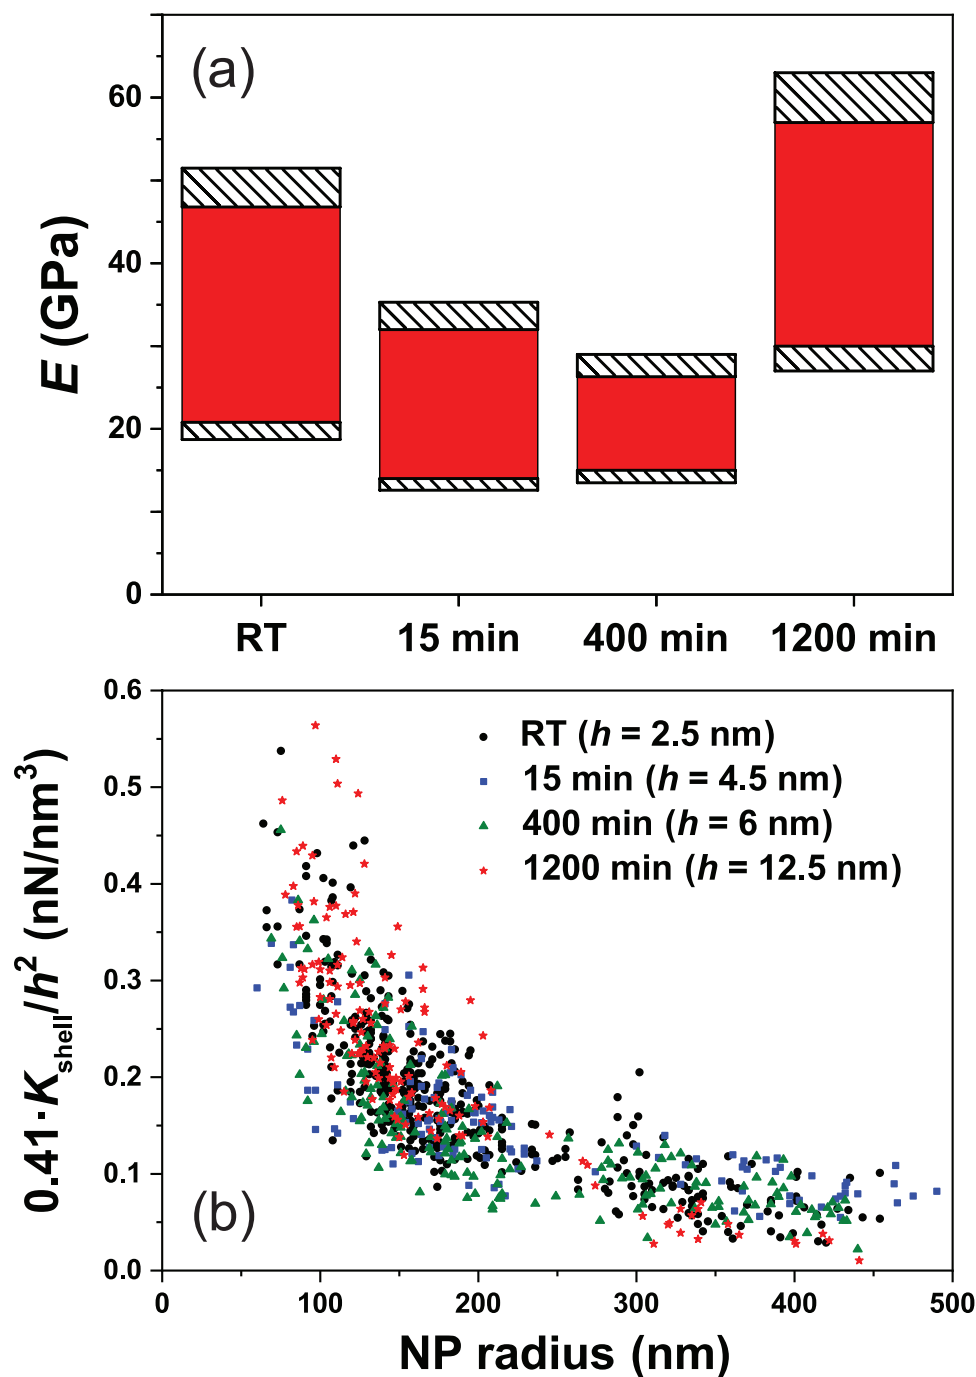 (a)
E (GPa)
60
40
20
0
RT 15 min 400 min 1200 min
0.41·K_shell/h² (nN/nm³)
0.6
0.5
0.4
0.3
0.2
0.1
0.0
RT (h = 2.5 nm)
15 min (h = 4.5 nm)
400 min (h = 6 nm)
1200 min (h = 12.5 nm)
(b)
0 100 200 300 400 500
NP radius (nm)